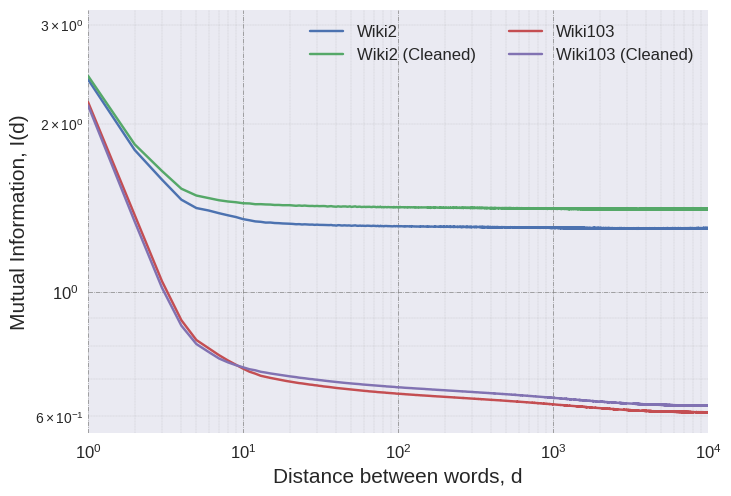 3×10⁰
2×10⁰
10⁰
6×10⁻¹
Mutual Information, I(d)
Wiki2
Wiki2 (Cleaned)
Wiki103
Wiki103 (Cleaned)
10⁰ 10¹ 10² 10³ 10⁴
Distance between words, d